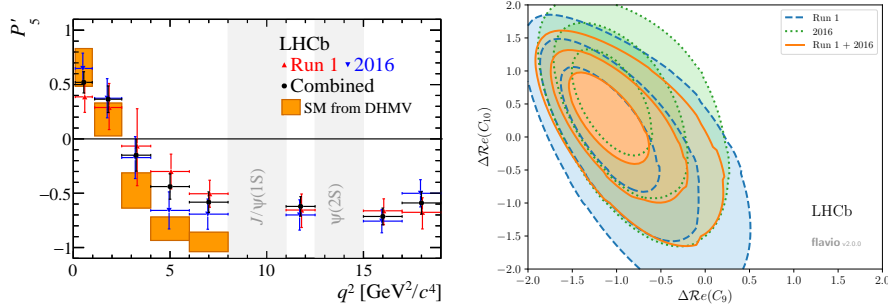 P′5
1
0.5
0
−0.5
−1
0 5 10 15
q² [GeV²/c⁴]
LHCb
Run 1 2016
Combined
SM from DHMV
J/ψ(1S)
ψ(2S)
2.0
1.5
1.0
0.5
0.0
−0.5
−1.0
−1.5
−2.0
ΔRe(C₁₀)
Run 1
2016
Run 1 + 2016
LHCb
flavio v2.0.0
−2.0 −1.5 −1.0 −0.5 0.0 0.5 1.0 1.5 2.0
ΔRe(C₉)